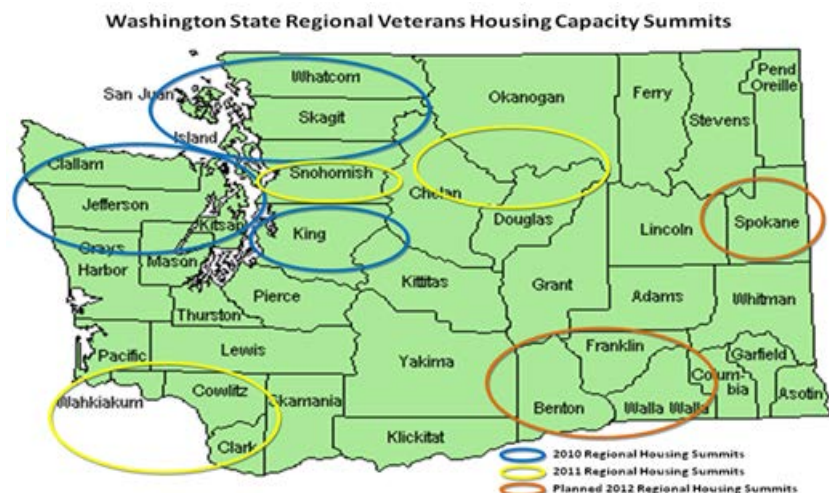 Washington State Regional Veterans Housing Capacity Summits
Whatcom
San Juan
Skagit
Island
Okanogan
Ferry
Stevens
Pend
Oreille
Clallam
Snohomish
Chelan
Jefferson
Kitsap
King
Douglas
Lincoln
Spokane
Grays
Harbor
Mason
Kittitas
Grant
Pierce
Thurston
Adams
Whitman
Pacific
Lewis
Yakima
Franklin
Garfield
Colum-
bia
Asotin
Wahkiakum
Cowlitz
Skamania
Benton
Walla Walla
Clark
Klickitat
2010 Regional Housing Summits
2011 Regional Housing Summits
Planned 2012 Regional Housing Summits